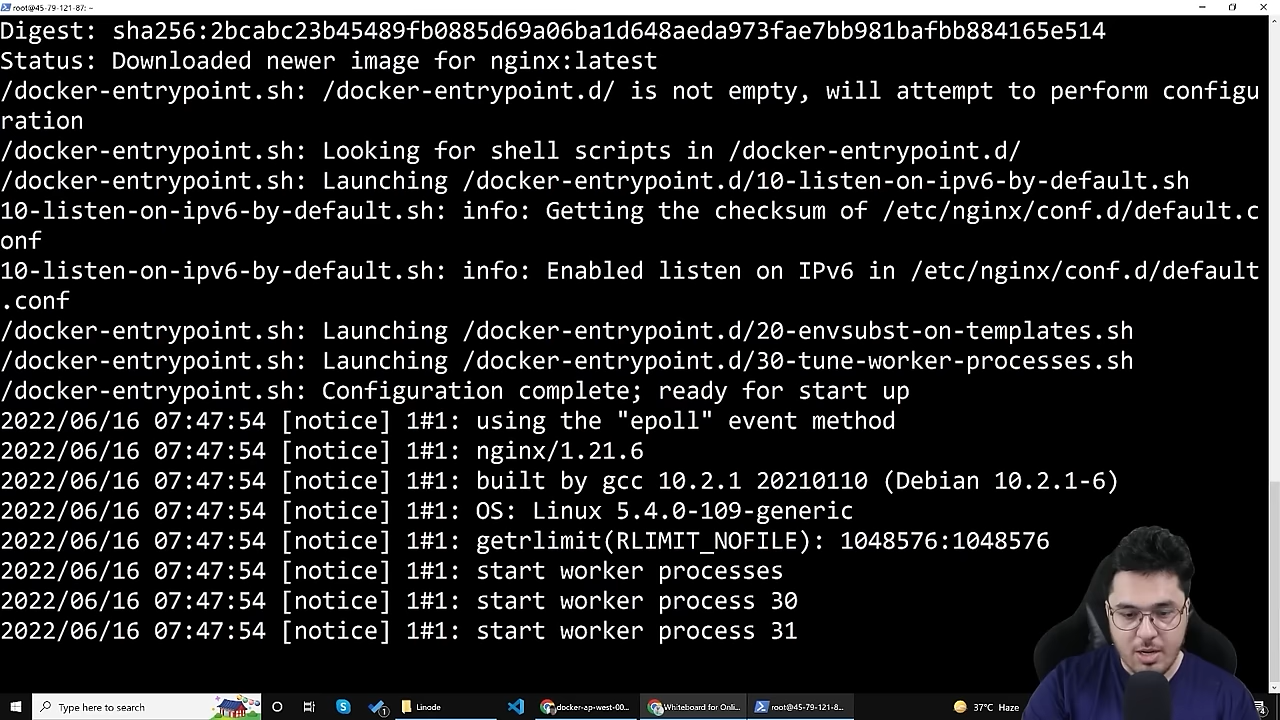 root@45-79-121-87: ~
Digest: sha256:2bcabc23b45489fb0885d69a06ba1d648aeda973fae7bb981bafbb884165e514
Status: Downloaded newer image for nginx:latest
/docker-entrypoint.sh: /docker-entrypoint.d/ is not empty, will attempt to perform configu
ration
/docker-entrypoint.sh: Looking for shell scripts in /docker-entrypoint.d/
/docker-entrypoint.sh: Launching /docker-entrypoint.d/10-listen-on-ipv6-by-default.sh
10-listen-on-ipv6-by-default.sh: info: Getting the checksum of /etc/nginx/conf.d/default.c
onf
10-listen-on-ipv6-by-default.sh: info: Enabled listen on IPv6 in /etc/nginx/conf.d/default
.conf
/docker-entrypoint.sh: Launching /docker-entrypoint.d/20-envsubst-on-templates.sh
/docker-entrypoint.sh: Launching /docker-entrypoint.d/30-tune-worker-processes.sh
/docker-entrypoint.sh: Configuration complete; ready for start up
2022/06/16 07:47:54 [notice] 1#1: using the "epoll" event method
2022/06/16 07:47:54 [notice] 1#1: nginx/1.21.6
2022/06/16 07:47:54 [notice] 1#1: built by gcc 10.2.1 20210110 (Debian 10.2.1-6)
2022/06/16 07:47:54 [notice] 1#1: OS: Linux 5.4.0-109-generic
2022/06/16 07:47:54 [notice] 1#1: getrlimit(RLIMIT_NOFILE): 1048576:1048576
2022/06/16 07:47:54 [notice] 1#1: start worker processes
2022/06/16 07:47:54 [notice] 1#1: start worker process 30
2022/06/16 07:47:54 [notice] 1#1: start worker process 31
Type here to search Linode docker-ap-west-00... Whiteboard for Onli... root@45-79-121-8... 37°C Haze